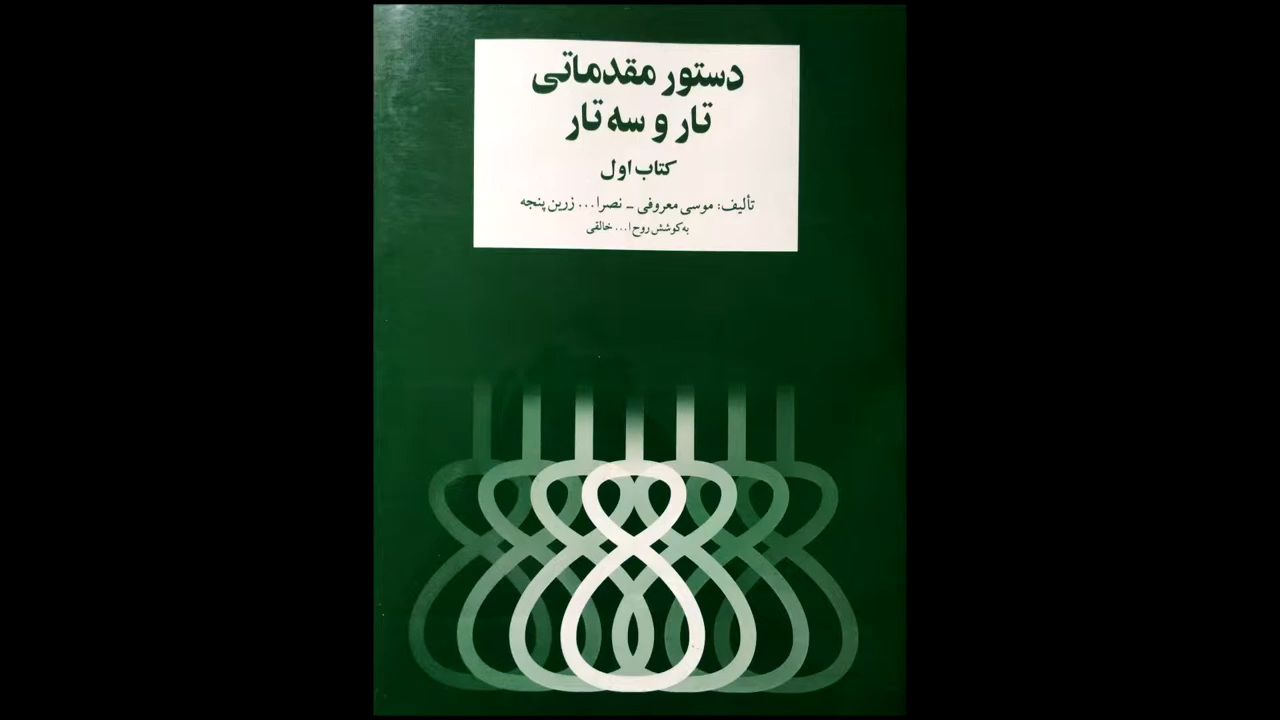 دستور مقدماتی
تار و سه تار
کتاب اول
تألیف: موسی معروفی ـ نصرا... زرین پنجه
به کوشش روح ا... خالقی